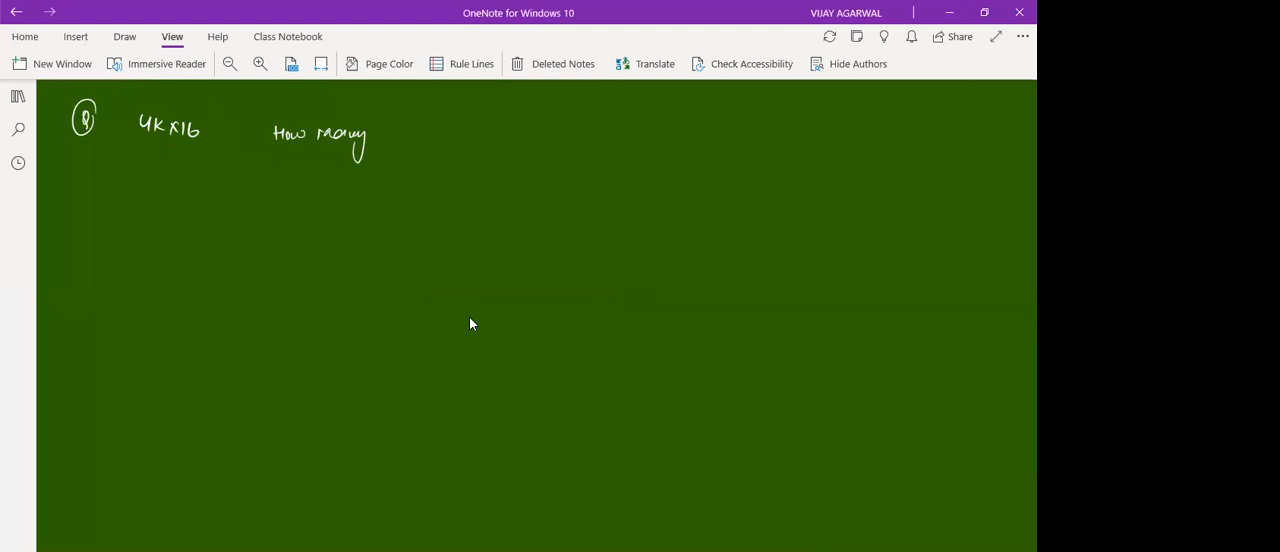 OneNote for Windows 10
VIJAY AGARWAL
Home Insert Draw View Help Class Notebook
Share
New Window Immersive Reader Page Color Rule Lines Deleted Notes Translate Check Accessibility Hide Authors
Q 4K×16 How many